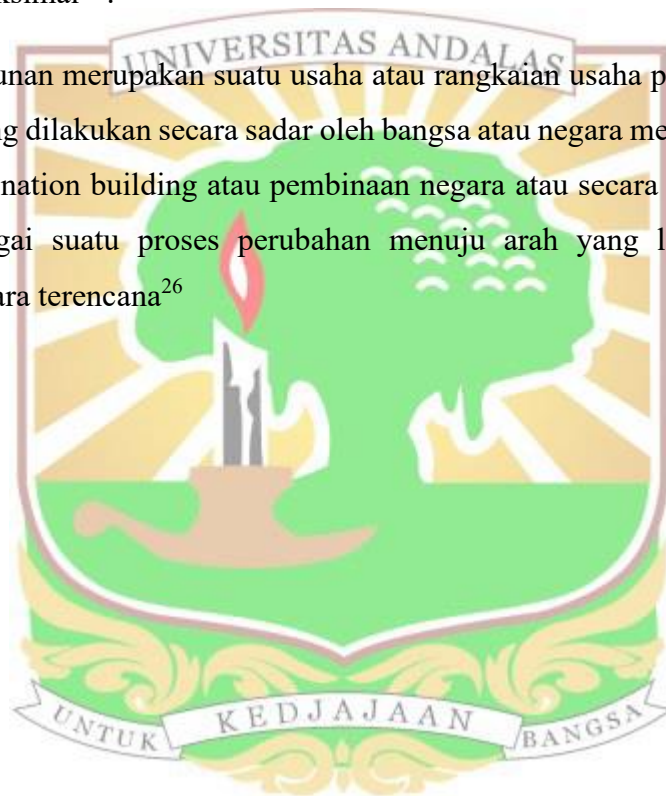 UNIVERSITAS ANDALAS
unan merupakan suatu usaha atau rangkaian usaha p
g dilakukan secara sadar oleh bangsa atau negara me
nation building atau pembinaan negara atau secara
gai suatu proses perubahan menuju arah yang l
ara terencana26
UNTUK KEDJAJAAN BANGSA